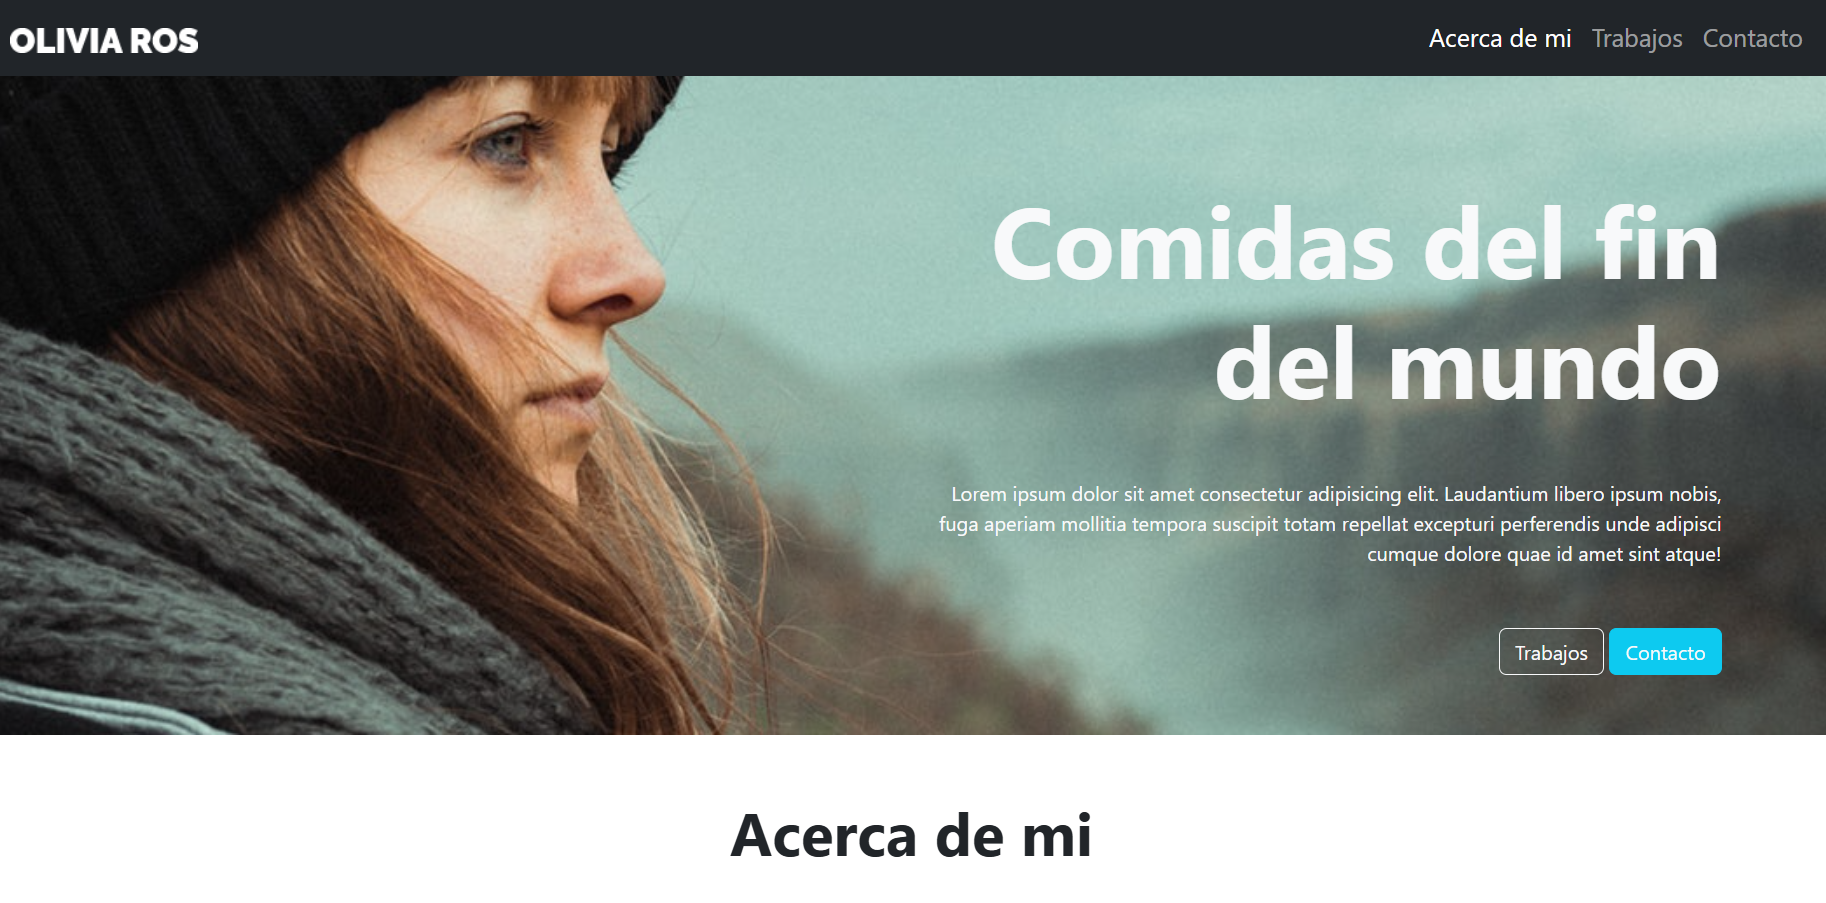 OLIVIA ROS
Acerca de mi Trabajos Contacto
Comidas del fin
del mundo
Lorem ipsum dolor sit amet consectetur adipisicing elit. Laudantium libero ipsum nobis,
fuga aperiam mollitia tempora suscipit totam repellat excepturi perferendis unde adipisci
cumque dolore quae id amet sint atque!
Trabajos Contacto
Acerca de mi